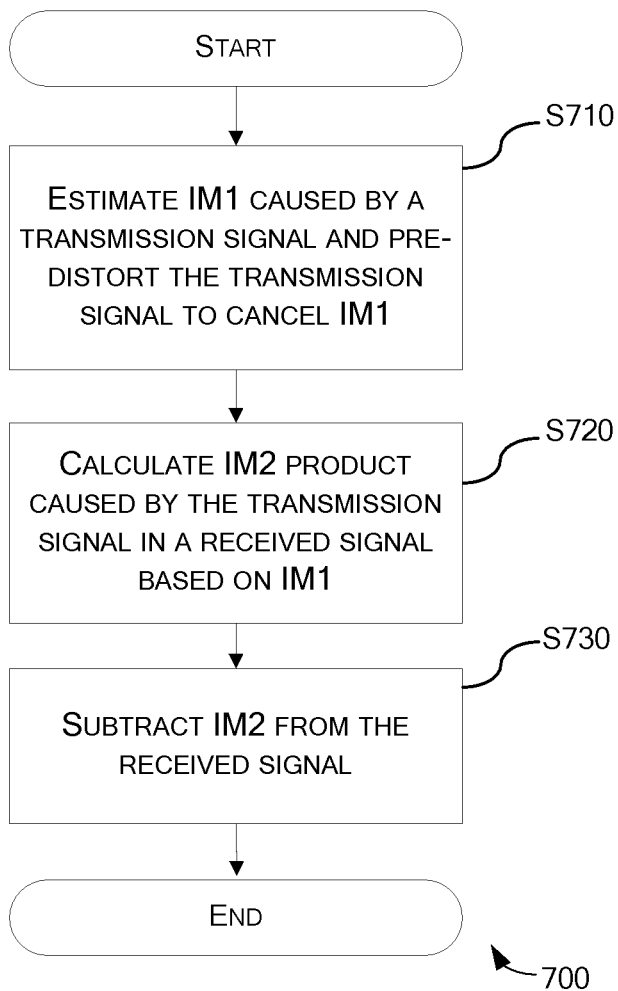 START
S710
ESTIMATE IM1 CAUSED BY A
TRANSMISSION SIGNAL AND PRE-
DISTORT THE TRANSMISSION
SIGNAL TO CANCEL IM1
S720
CALCULATE IM2 PRODUCT
CAUSED BY THE TRANSMISSION
SIGNAL IN A RECEIVED SIGNAL
BASED ON IM1
S730
SUBTRACT IM2 FROM THE
RECEIVED SIGNAL
END
700